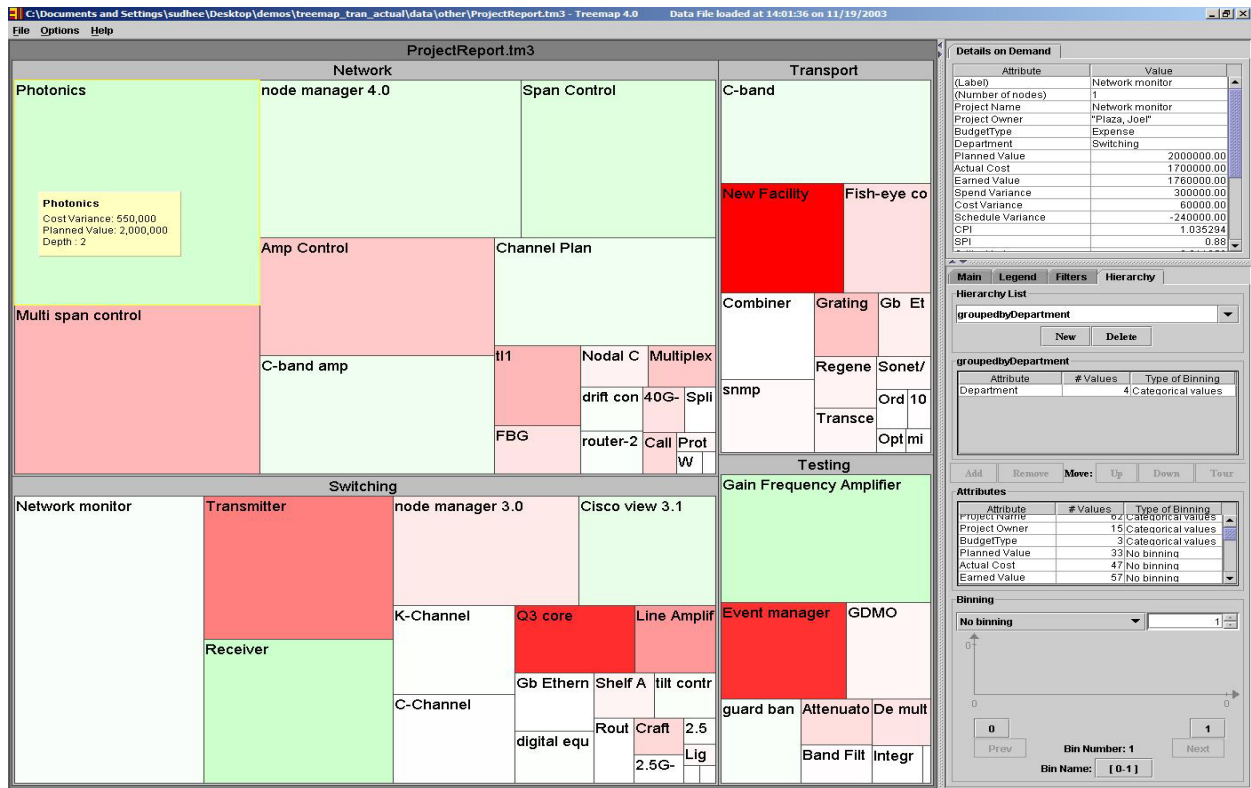 C:\Documents and Settings\sudhee\Desktop\demos\treemap_tran_actual\data\other\ProjectReport.tm3 - Treemap 4.0 Data File loaded at 14:01:36 on 11/19/2003
File Options Help
ProjectReport.tm3
Network
Photonics
node manager 4.0
Span Control
Photonics
Cost Variance: 550,000
Planned Value: 2,000,000
Depth : 2
Amp Control
Channel Plan
Multi span control
C-band amp
tl1
Nodal C
Multiplex
drift con
40G-
Spli
FBG
router-2
Call
Prot
W
Transport
C-band
New Facility
Fish-eye co
Combiner
Grating
Gb Et
Regene
Sonet/
snmp
Ord
10
Transce
Opt
mi
Switching
Network monitor
Transmitter
node manager 3.0
Cisco view 3.1
K-Channel
Q3 core
Line Amplif
Receiver
Gb Ethern
Shelf A
tilt contr
C-Channel
digital equ
Rout
Craft
2.5
2.5G-
Lig
Testing
Gain Frequency Amplifier
Event manager
GDMO
guard ban
Attenuato
De mult
Band Filt
Integr
Details on Demand
Attribute Value
(Label) Network monitor
(Number of nodes) 1
Project Name Network monitor
Project Owner "Plaza, Joel"
BudgetType Expense
Department Switching
Planned Value 2000000.00
Actual Cost 1700000.00
Earned Value 1760000.00
Spend Variance 300000.00
Cost Variance 60000.00
Schedule Variance -240000.00
CPI 1.035294
SPI 0.88
Main Legend Filters Hierarchy
Hierarchy List
groupedbyDepartment
New Delete
groupedbyDepartment
Attribute # Values Type of Binning
Department 4 Categorical values
Add Remove Move: Up Down Tour
Attributes
Attribute # Values Type of Binning
Project Name 62 Categorical values
Project Owner 15 Categorical values
BudgetType 3 Categorical values
Planned Value 33 No binning
Actual Cost 47 No binning
Earned Value 57 No binning
Binning
No binning 1
0
0 0
0 1
Prev Bin Number: 1 Next
Bin Name: [ 0-1 ]